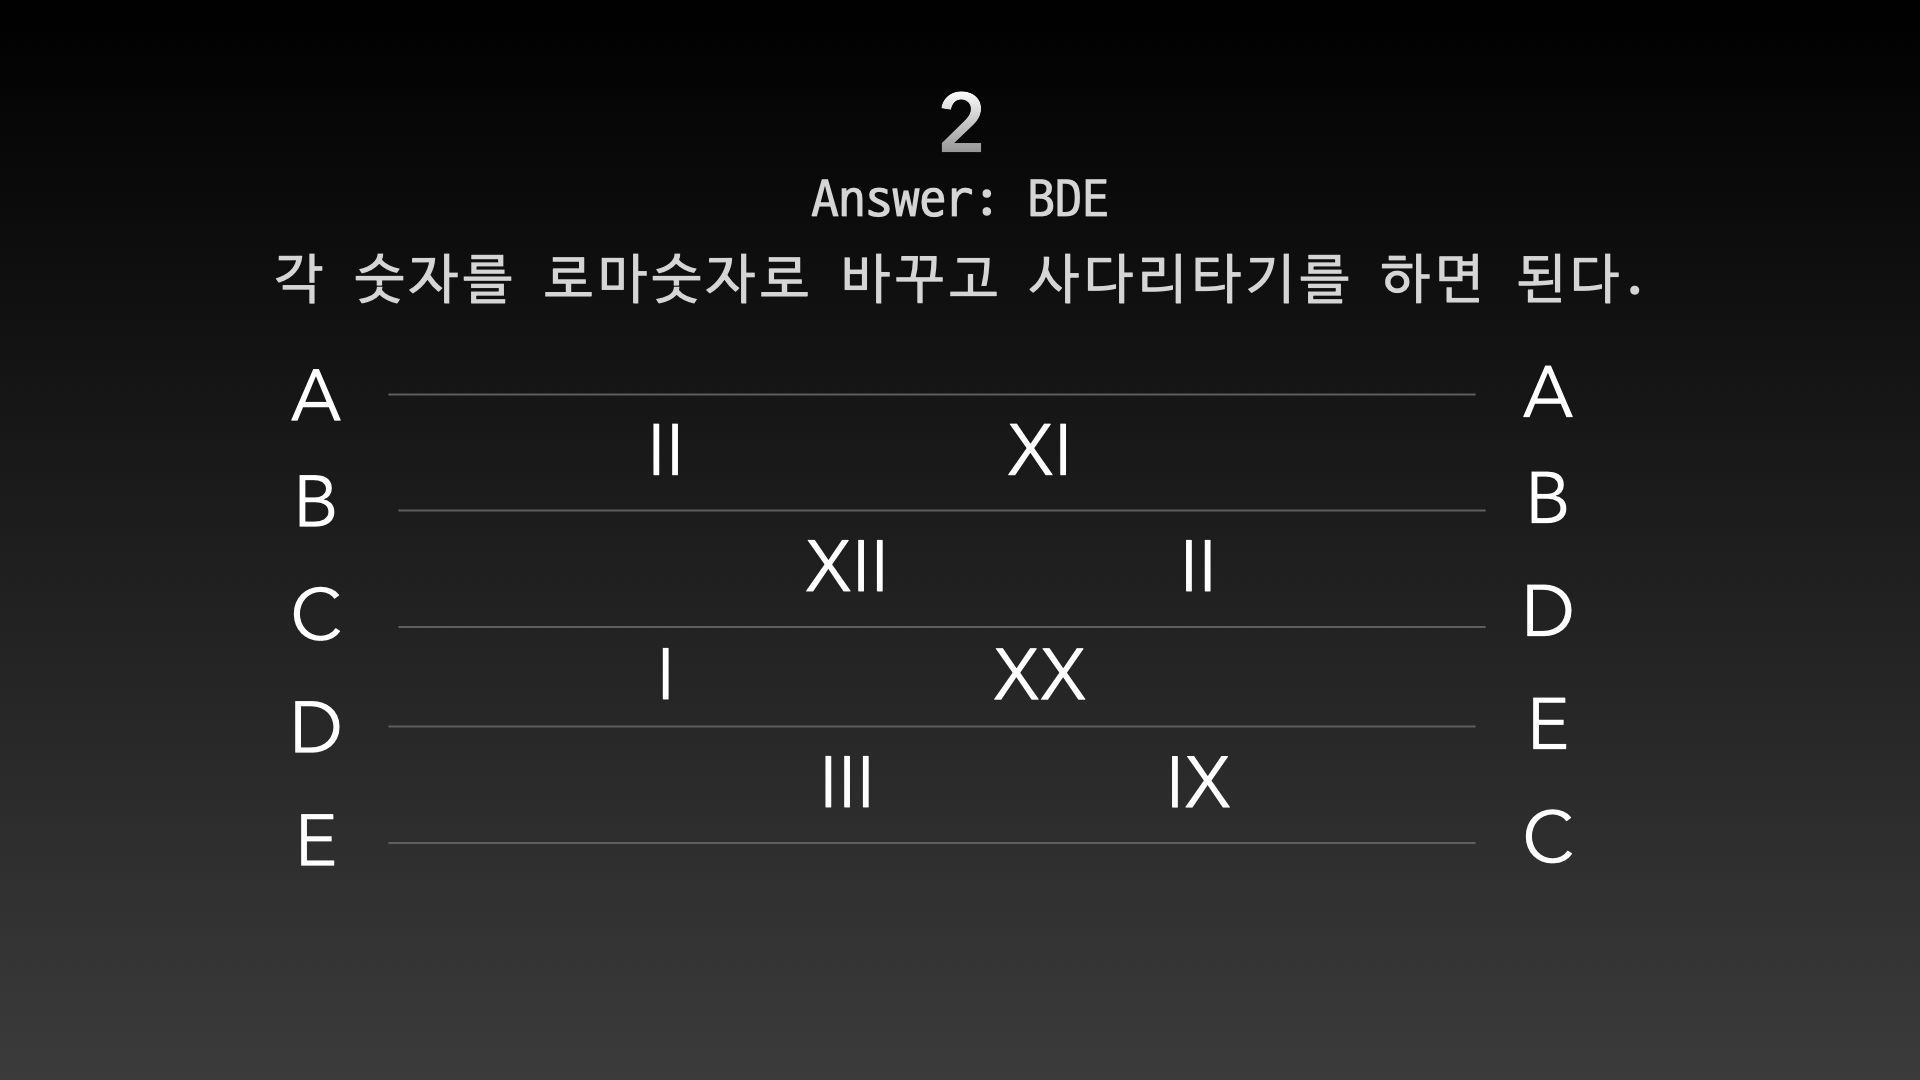 2
Answer: BDE
각 숫자를 로마숫자로 바꾸고 사다리타기를 하면 된다.
A A
II XI
B B
XII II
C D
I XX
D E
III IX
E C